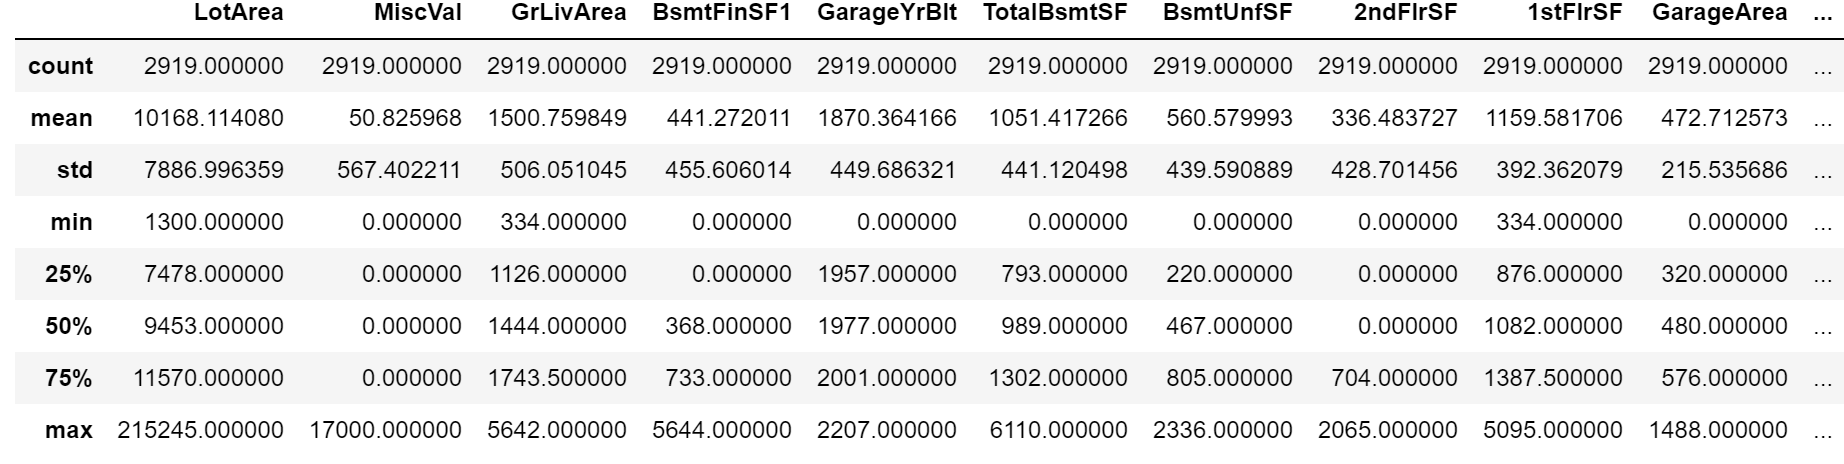 LotArea MiscVal GrLivArea BsmtFinSF1 GarageYrBlt TotalBsmtSF BsmtUnfSF 2ndFlrSF 1stFlrSF GarageArea ...
count 2919.000000 2919.000000 2919.000000 2919.000000 2919.000000 2919.000000 2919.000000 2919.000000 2919.000000 2919.000000 ...
mean 10168.114080 50.825968 1500.759849 441.272011 1870.364166 1051.417266 560.579993 336.483727 1159.581706 472.712573 ...
std 7886.996359 567.402211 506.051045 455.606014 449.686321 441.120498 439.590889 428.701456 392.362079 215.535686 ...
min 1300.000000 0.000000 334.000000 0.000000 0.000000 0.000000 0.000000 0.000000 334.000000 0.000000 ...
25% 7478.000000 0.000000 1126.000000 0.000000 1957.000000 793.000000 220.000000 0.000000 876.000000 320.000000 ...
50% 9453.000000 0.000000 1444.000000 368.000000 1977.000000 989.000000 467.000000 0.000000 1082.000000 480.000000 ...
75% 11570.000000 0.000000 1743.500000 733.000000 2001.000000 1302.000000 805.000000 704.000000 1387.500000 576.000000 ...
max 215245.000000 17000.000000 5642.000000 5644.000000 2207.000000 6110.000000 2336.000000 2065.000000 5095.000000 1488.000000 ...